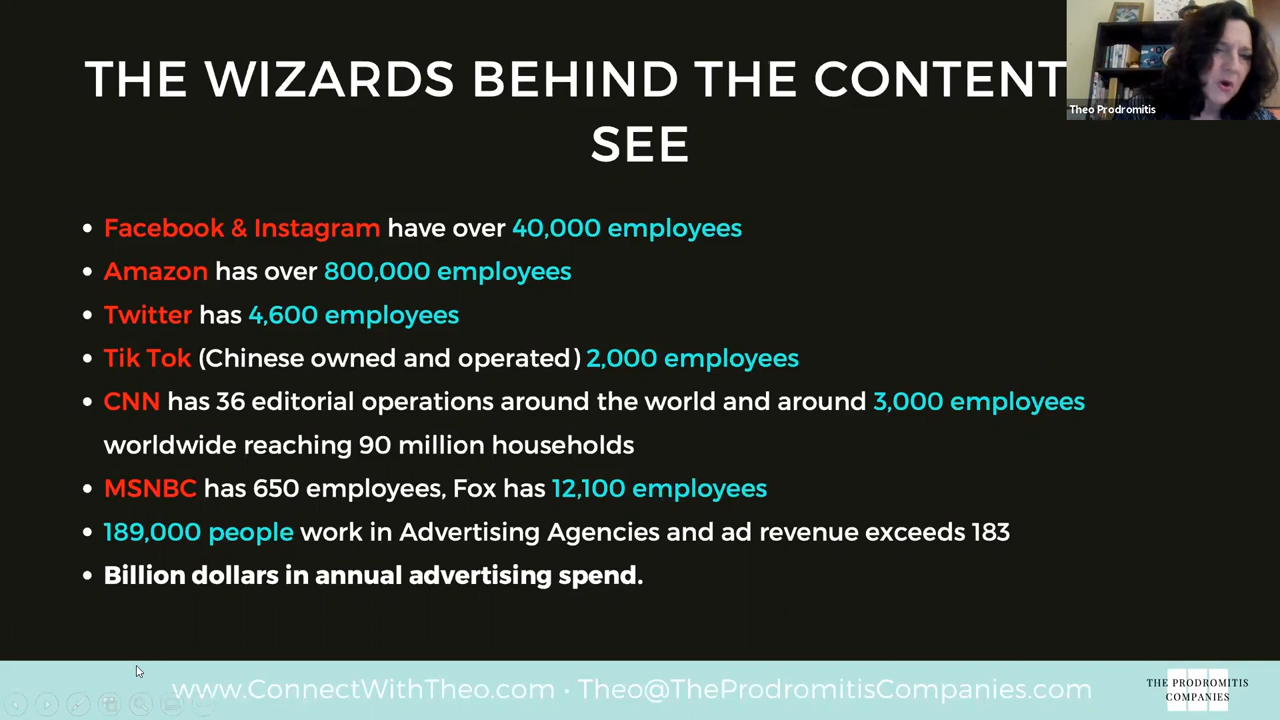 THE WIZARDS BEHIND THE CONTENT
SEE
Theo Prodromitis
• Facebook & Instagram have over 40,000 employees
• Amazon has over 800,000 employees
• Twitter has 4,600 employees
• Tik Tok (Chinese owned and operated) 2,000 employees
• CNN has 36 editorial operations around the world and around 3,000 employees
worldwide reaching 90 million households
• MSNBC has 650 employees, Fox has 12,100 employees
• 189,000 people work in Advertising Agencies and ad revenue exceeds 183
• Billion dollars in annual advertising spend.
www.ConnectWithTheo.com • Theo@TheProdromitisCompanies.com
THE PRODROMITIS
COMPANIES